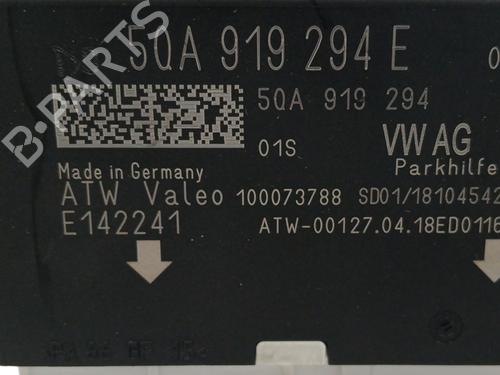 5QA 919 294 E
5QA 919 294
01S
VW AG
Parkhilfe
Made in Germany
ATW Valeo 100073788 SD01/18104542
E142241
ATW-00127.04.18ED0116
B-PARTS